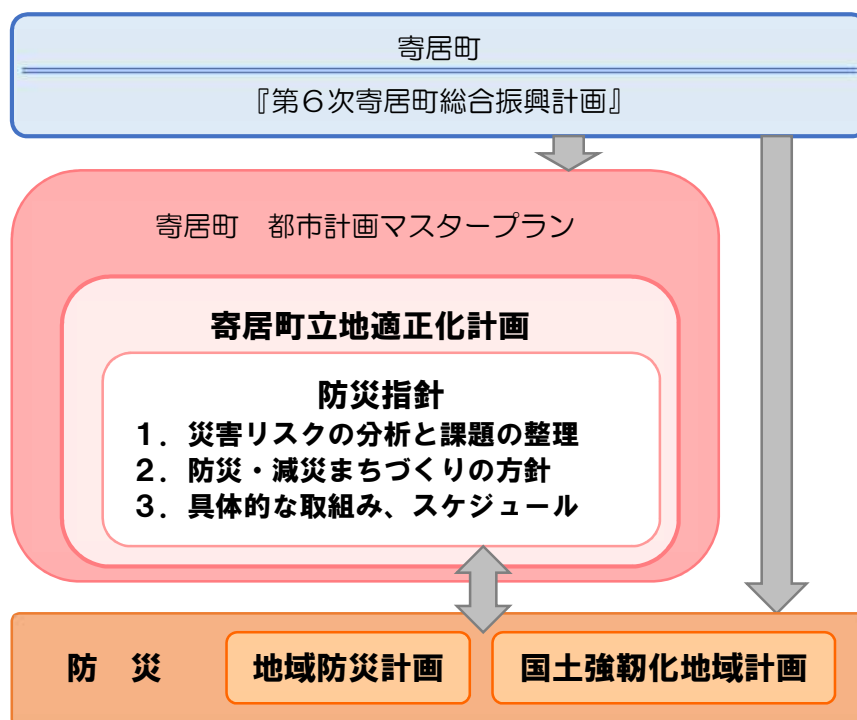 寄居町
『第６次寄居町総合振興計画』
寄居町　都市計画マスタープラン
寄居町立地適正化計画
防災指針
１．災害リスクの分析と課題の整理
２．防災・減災まちづくりの方針
３．具体的な取組み、スケジュール
防　災
地域防災計画
国土強靭化地域計画